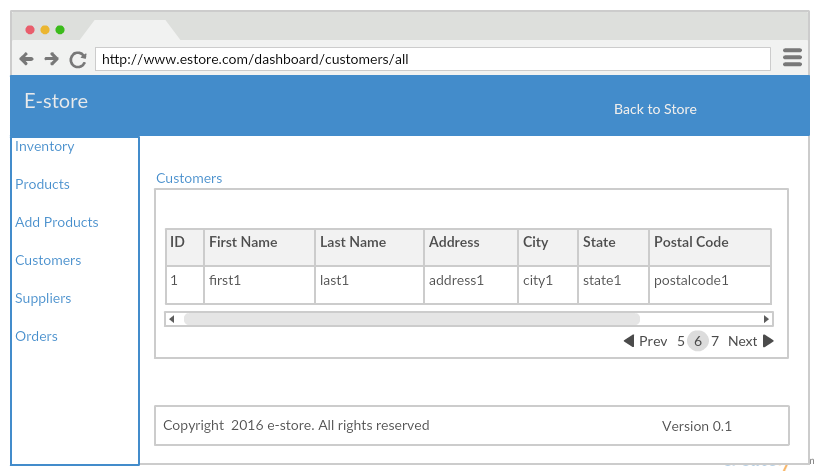 http://www.estore.com/dashboard/customers/all
E-store
Back to Store
Inventory
Products
Add Products
Customers
Suppliers
Orders
Customers
ID First Name Last Name Address City State Postal Code
1 first1 last1 address1 city1 state1 postalcode1
Prev 5 6 7 Next
Copyright 2016 e-store. All rights reserved
Version 0.1